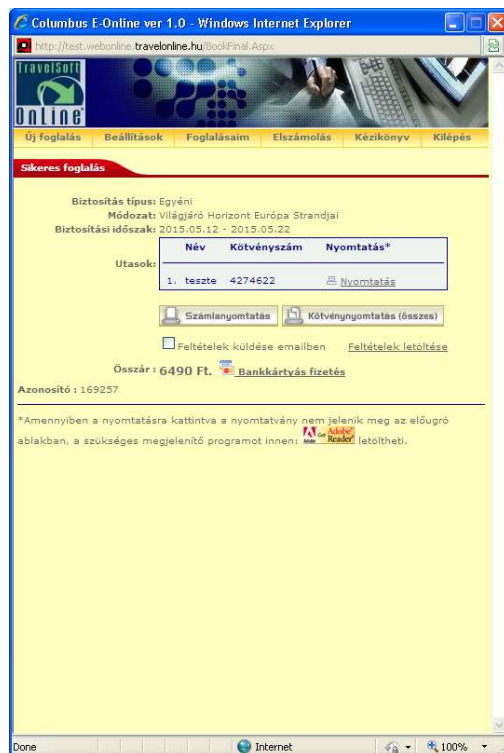 Columbus E-Online ver 1.0 - Windows Internet Explorer
http://test.webonline.travelonline.hu/BookFinal.Aspx
TravelSoft
OnLine
Új foglalás Beállítások Foglalásaim Elszámolás Kézikönyv Kilépés
Sikeres foglalás
Biztosítás típus: Egyéni
Módozat: Világjáró Horizont Európa Strandjai
Biztosítási időszak: 2015.05.12 - 2015.05.22
Név Kötvényszám Nyomtatás*
Utasok:
1. teszte 4274622 Nyomtatás
Számlanyomtatás Kötvénynyomtatás (összes)
Feltételek küldése emailben Feltételek letöltése
Összár : 6490 Ft. Bankkártyás fizetés
Azonosító : 169257
*Amennyiben a nyomtatásra kattintva a nyomtatvány nem jelenik meg az előugró
ablakban, a szükséges megjelenítő programot innen: Adobe Get Adobe Reader letöltheti.
Done Internet 100%